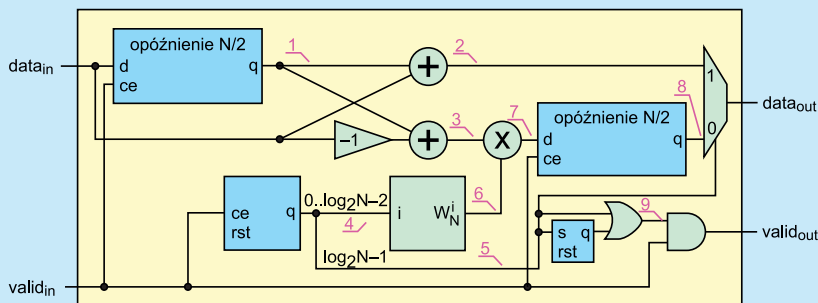 opóźnienie N/2
1
2
data_in
d
q
ce
+
1
8
data_out
3
7
opóźnienie N/2
–1
+
x
d
q
0
ce
0..log₂N–2
6
ce
q
i
W_N^i
9
rst
4
s
q
valid_out
5
rst
log₂N–1
valid_in